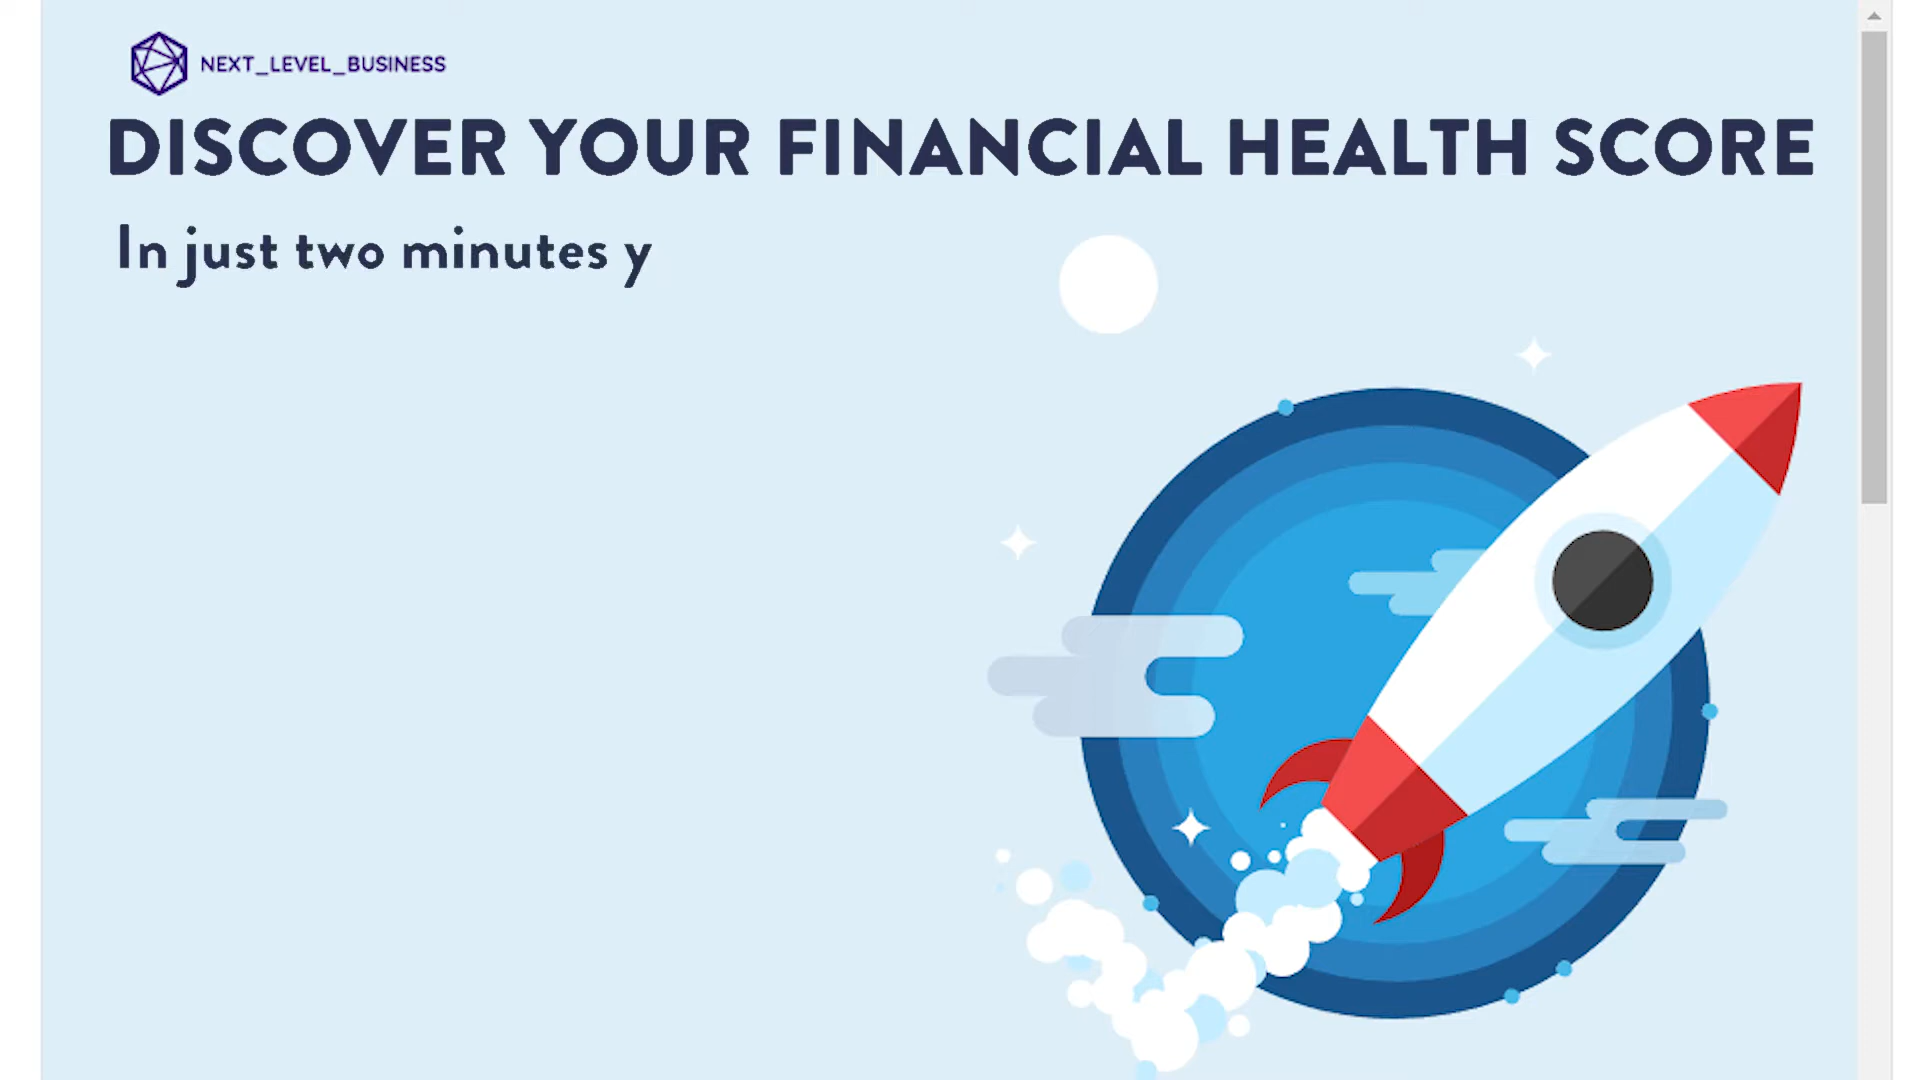 NEXT_LEVEL_BUSINESS
DISCOVER YOUR FINANCIAL HEALTH SCORE
In just two minutes y